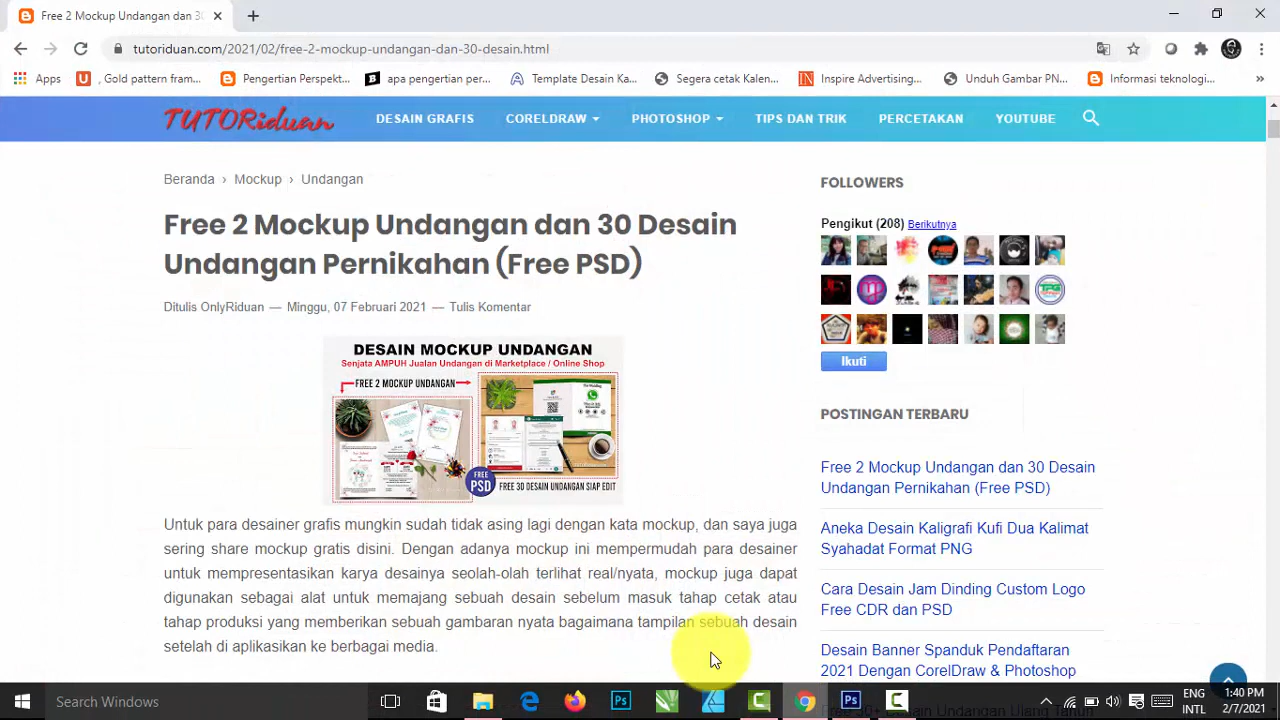 Free 2 Mockup Undangan dan 30
tutoriduan.com/2021/02/free-2-mockup-undangan-dan-30-desain.html
Apps , Gold pattern fram... Pengertian Perspekt... apa pengertian per... Template Desain Ka... Segera cetak Kalen... Inspire Advertising... Unduh Gambar PN... Informasi teknologi... »
TUTORiduan DESAIN GRAFIS CORELDRAW PHOTOSHOP TIPS DAN TRIK PERCETAKAN YOUTUBE
Beranda › Mockup › Undangan
Free 2 Mockup Undangan dan 30 Desain
Undangan Pernikahan (Free PSD)
Ditulis OnlyRiduan — Minggu, 07 Februari 2021 — Tulis Komentar
DESAIN MOCKUP UNDANGAN
Senjata AMPUH Jualan Undangan di Marketplace / Online Shop
FREE 2 MOCKUP UNDANGAN
FREE
PSD
FREE 30 DESAIN UNDANGAN SIAP EDIT
Untuk para desainer grafis mungkin sudah tidak asing lagi dengan kata mockup, dan saya juga
sering share mockup gratis disini. Dengan adanya mockup ini mempermudah para desainer
untuk mempresentasikan karya desainya seolah-olah terlihat real/nyata, mockup juga dapat
digunakan sebagai alat untuk memajang sebuah desain sebelum masuk tahap cetak atau
tahap produksi yang memberikan sebuah gambaran nyata bagaimana tampilan sebuah desain
setelah di aplikasikan ke berbagai media.
FOLLOWERS
Pengikut (208) Berikutnya
Ikuti
POSTINGAN TERBARU
Free 2 Mockup Undangan dan 30 Desain
Undangan Pernikahan (Free PSD)
Aneka Desain Kaligrafi Kufi Dua Kalimat
Syahadat Format PNG
Cara Desain Jam Dinding Custom Logo
Free CDR dan PSD
Desain Banner Spanduk Pendaftaran
2021 Dengan CorelDraw & Photoshop
Search Windows
ENG
INTL
1:40 PM
2/7/2021